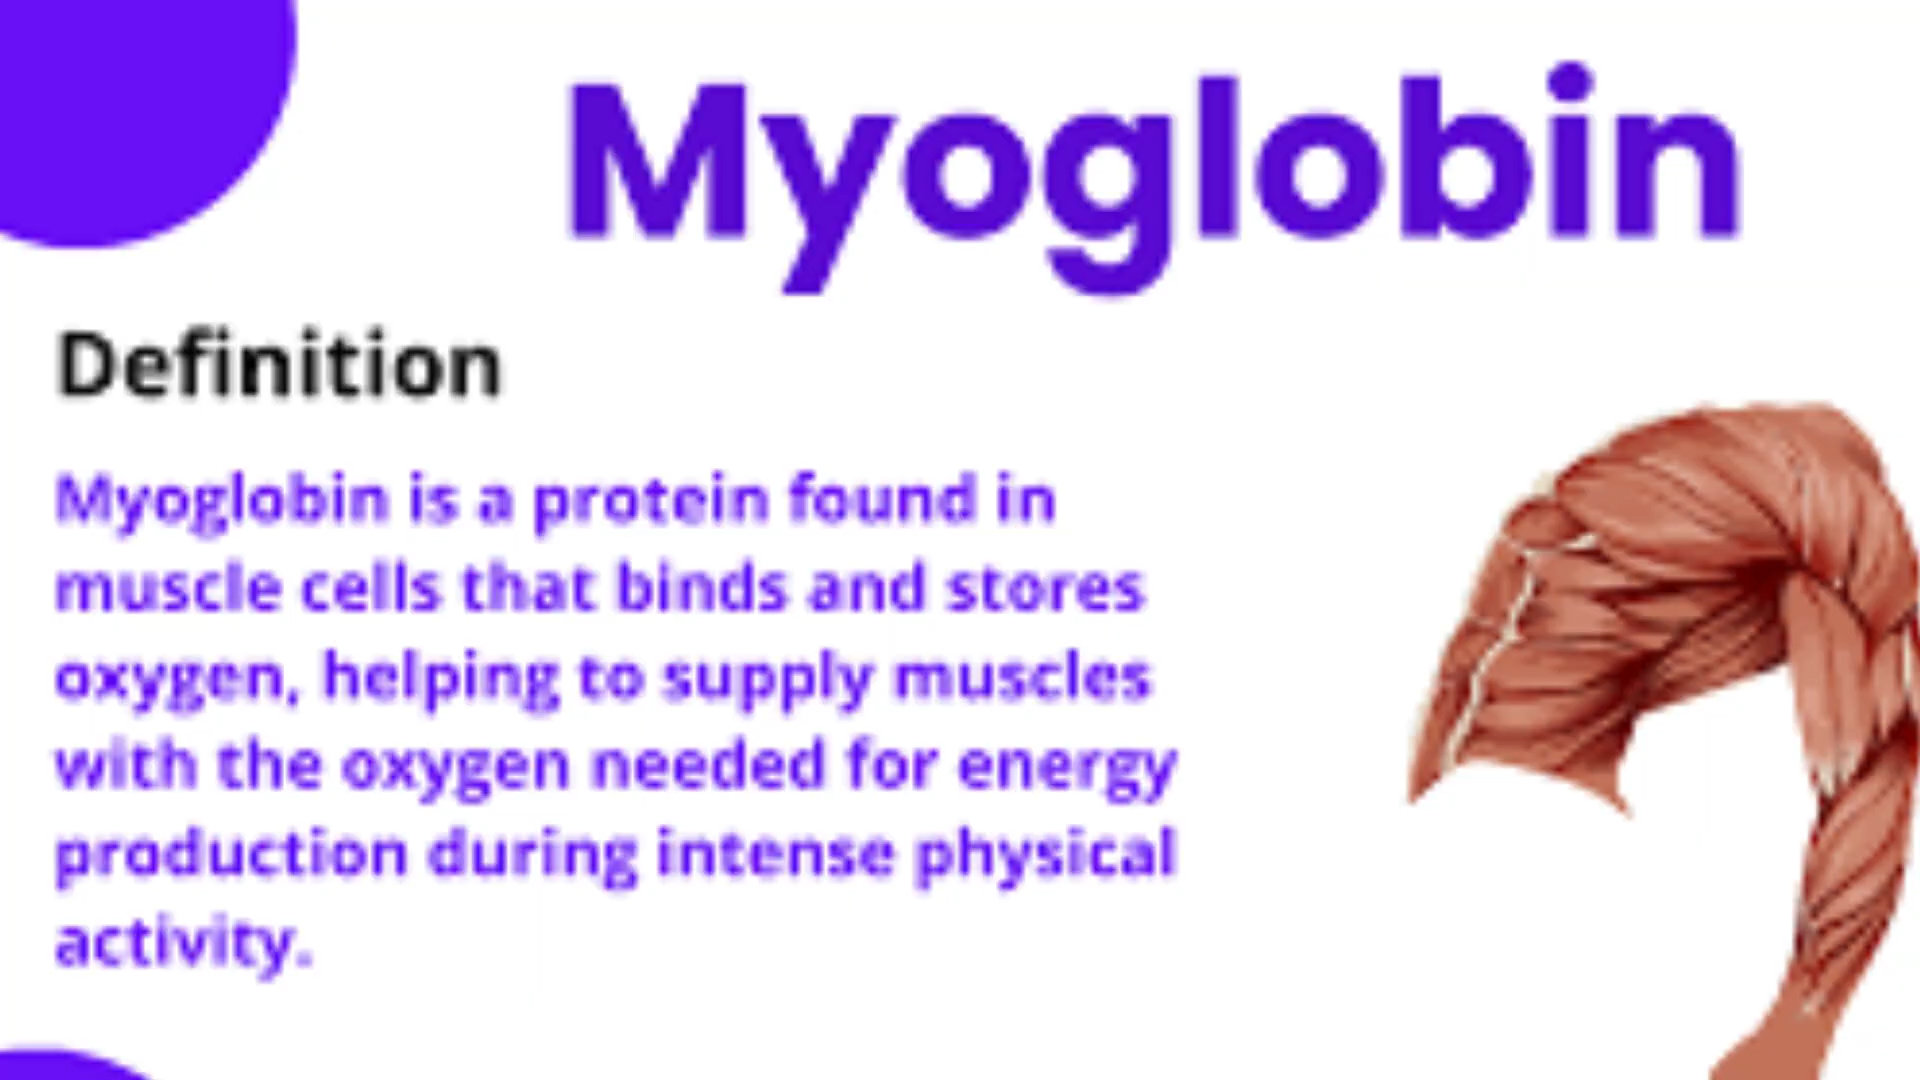 Myoglobin
Definition
Myoglobin is a protein found in
muscle cells that binds and stores
oxygen, helping to supply muscles
with the oxygen needed for energy
production during intense physical
activity.